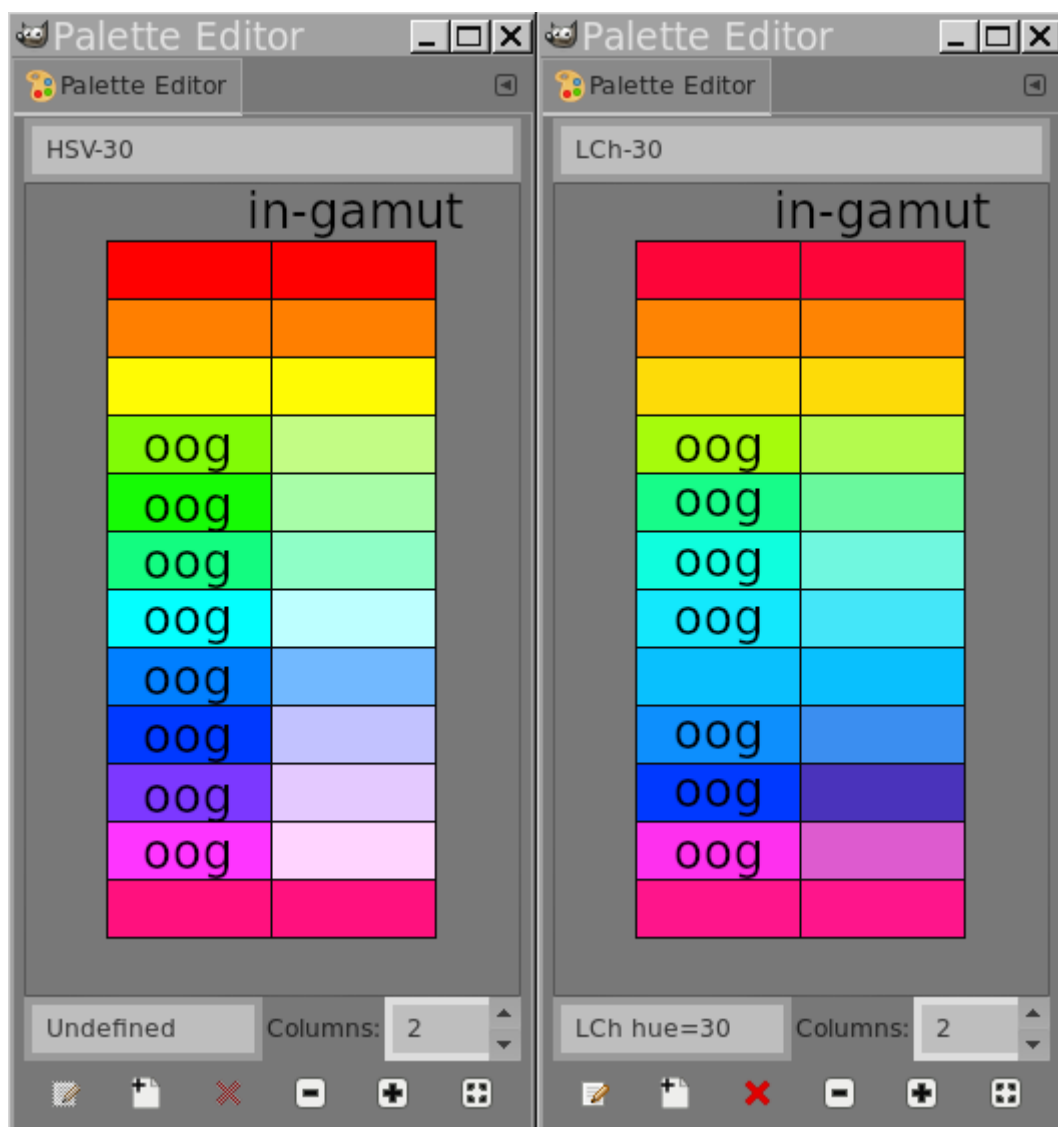 Palette Editor
Palette Editor
HSV-30
in-gamut
oog
oog
oog
oog
oog
oog
oog
oog
Undefined
Columns: 2
Palette Editor
Palette Editor
LCh-30
in-gamut
oog
oog
oog
oog
oog
oog
oog
LCh hue=30
Columns: 2